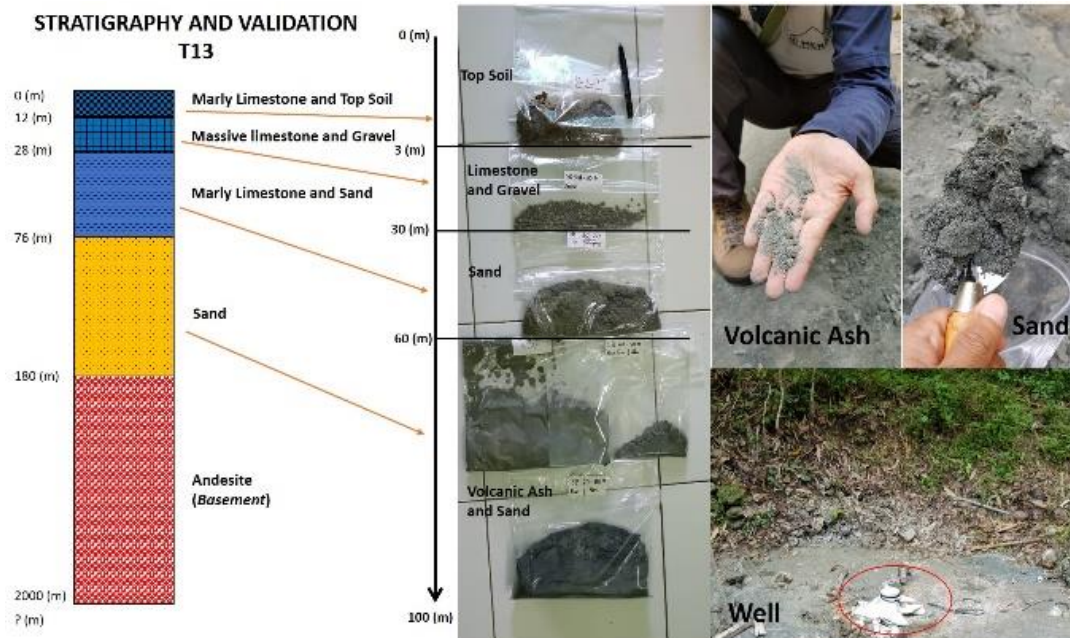 STRATIGRAPHY AND VALIDATION
T13
0 (m)
12 (m)
28 (m)
76 (m)
180 (m)
2000 (m)
? (m)
Marly Limestone and Top Soil
Massive limestone and Gravel
Marly Limestone and Sand
Sand
Andesite
(Basement)
0 (m)
3 (m)
30 (m)
60 (m)
100 (m)
Top Soil
Limestone
and Gravel
Sand
Volcanic Ash
and Sand
Volcanic Ash
Sand
Well